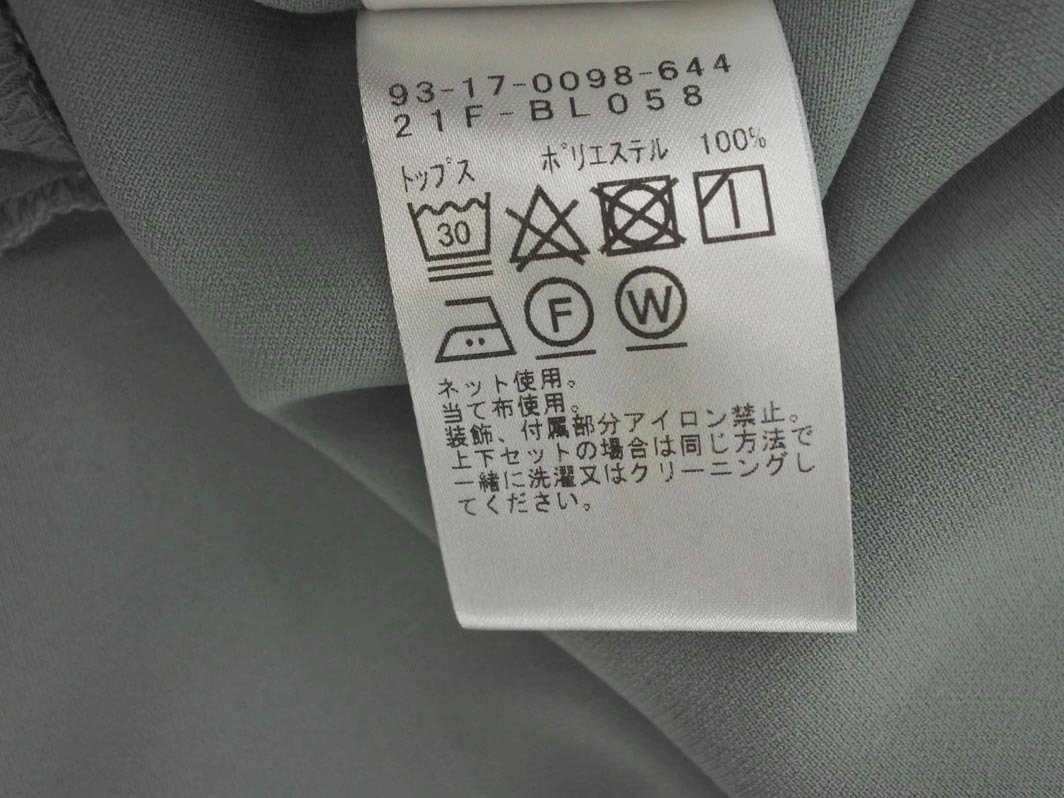 93-17-0098-644
21F-BL058
トップス ポリエステル 100%
30
F W
ネット使用。
当て布使用。
装飾、付属部分アイロン禁止。
上下セットの場合は同じ方法で
一緒に洗濯又はクリーニングし
てください。